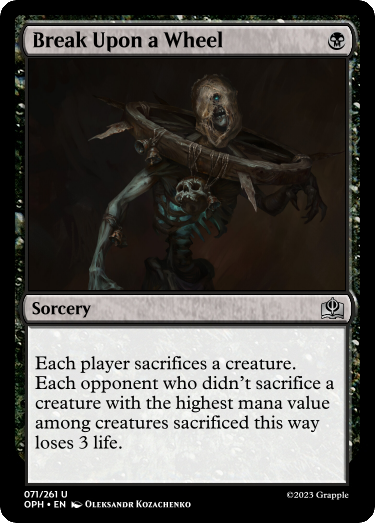 Break Upon a Wheel
Sorcery
Each player sacrifices a creature.
Each opponent who didn't sacrifice a
creature with the highest mana value
among creatures sacrificed this way
loses 3 life.
071/261 U
OPH • EN Oleksandr Kozachenko
©2023 Grapple